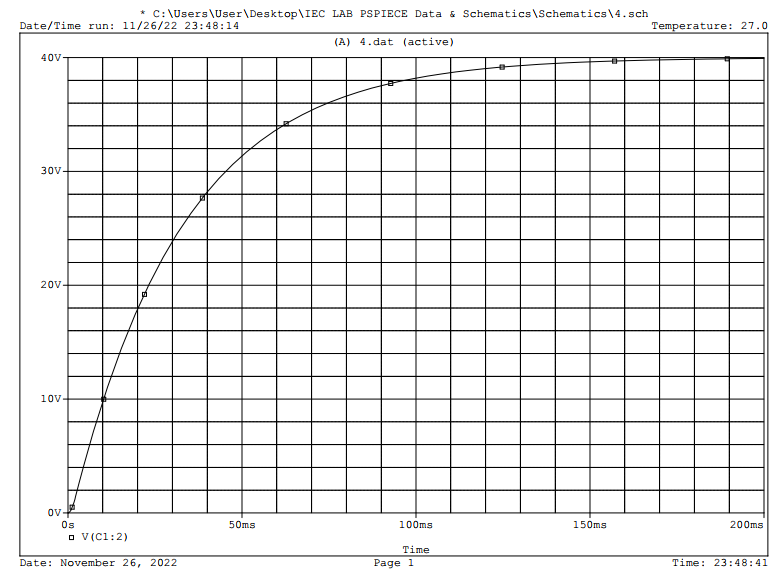 * C:\Users\User\Desktop\IEC LAB PSPIECE Data & Schematics\Schematics\4.sch
Date/Time run: 11/26/22 23:48:14 Temperature: 27.0
(A) 4.dat (active)
40V
30V
20V
10V
0V
0s 50ms 100ms 150ms 200ms
V(C1:2)
Time
Date: November 26, 2022 Page 1 Time: 23:48:41